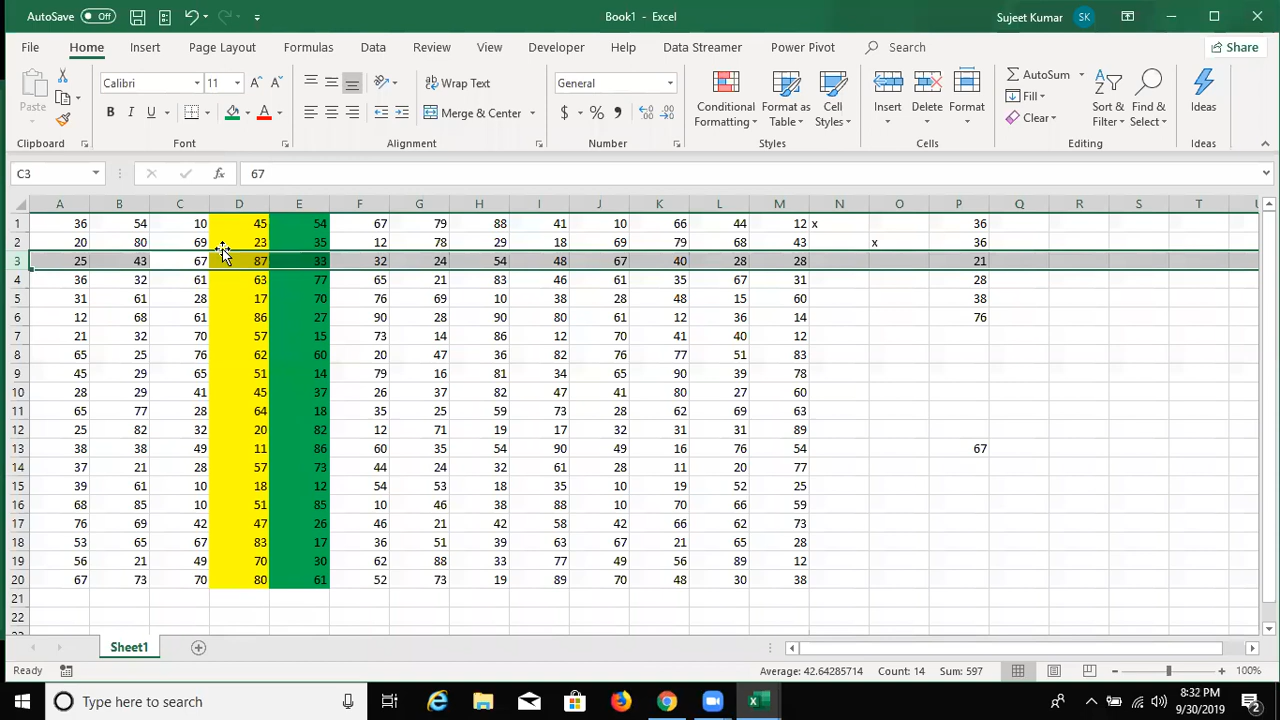 AutoSave Off Book1 - Excel Sujeet Kumar SK
File Home Insert Page Layout Formulas Data Review View Developer Help Data Streamer Power Pivot Search Share
Paste Calibri 11 Wrap Text General Conditional Formatting Format as Table Cell Styles Insert Delete Format AutoSum Fill Clear Sort & Filter Find & Select Ideas
B I U A Merge & Center $ % ,
Clipboard Font Alignment Number Styles Cells Editing Ideas
C3 fx 67
A B C D E F G H I J K L M N O P Q R S T U
1 36 54 10 45 54 67 79 88 41 10 66 44 12 x 36
2 20 80 69 23 35 12 78 29 18 69 79 68 43 x 36
3 25 43 67 87 33 32 24 54 48 67 40 28 28 21
4 36 32 61 63 77 65 21 83 46 61 35 67 31 28
5 31 61 28 17 70 76 69 10 38 28 48 15 60 38
6 12 68 61 86 27 90 28 90 80 61 12 36 14 76
7 21 32 70 57 15 73 14 86 12 70 41 40 12
8 65 25 76 62 60 20 47 36 82 76 77 51 83
9 45 29 65 51 14 79 16 81 34 65 90 39 78
10 28 29 41 45 37 26 37 82 47 41 80 27 60
11 65 77 28 64 18 35 25 59 73 28 62 69 63
12 25 82 32 20 82 12 71 19 17 32 31 31 89
13 38 38 49 11 86 60 35 54 90 49 16 76 54 67
14 37 21 28 57 73 44 24 32 61 28 11 20 77
15 39 61 10 18 12 54 53 18 35 10 19 52 25
16 68 85 10 51 85 10 46 38 88 10 70 66 59
17 76 69 42 47 26 46 21 42 58 42 66 62 73
18 53 65 67 83 17 36 51 39 63 67 21 65 28
19 56 21 49 70 30 62 88 33 77 49 56 89 12
20 67 73 70 80 61 52 73 19 89 70 48 30 38
21
22
Sheet1
Ready Average: 42.64285714 Count: 14 Sum: 597 100%
Type here to search 8:32 PM
9/30/2019 2